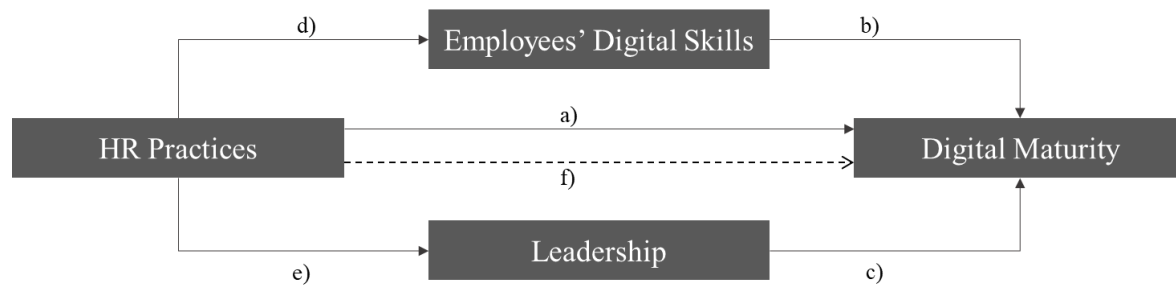 d)
Employees’ Digital Skills
b)
a)
HR Practices
Digital Maturity
f)
Leadership
e)
c)